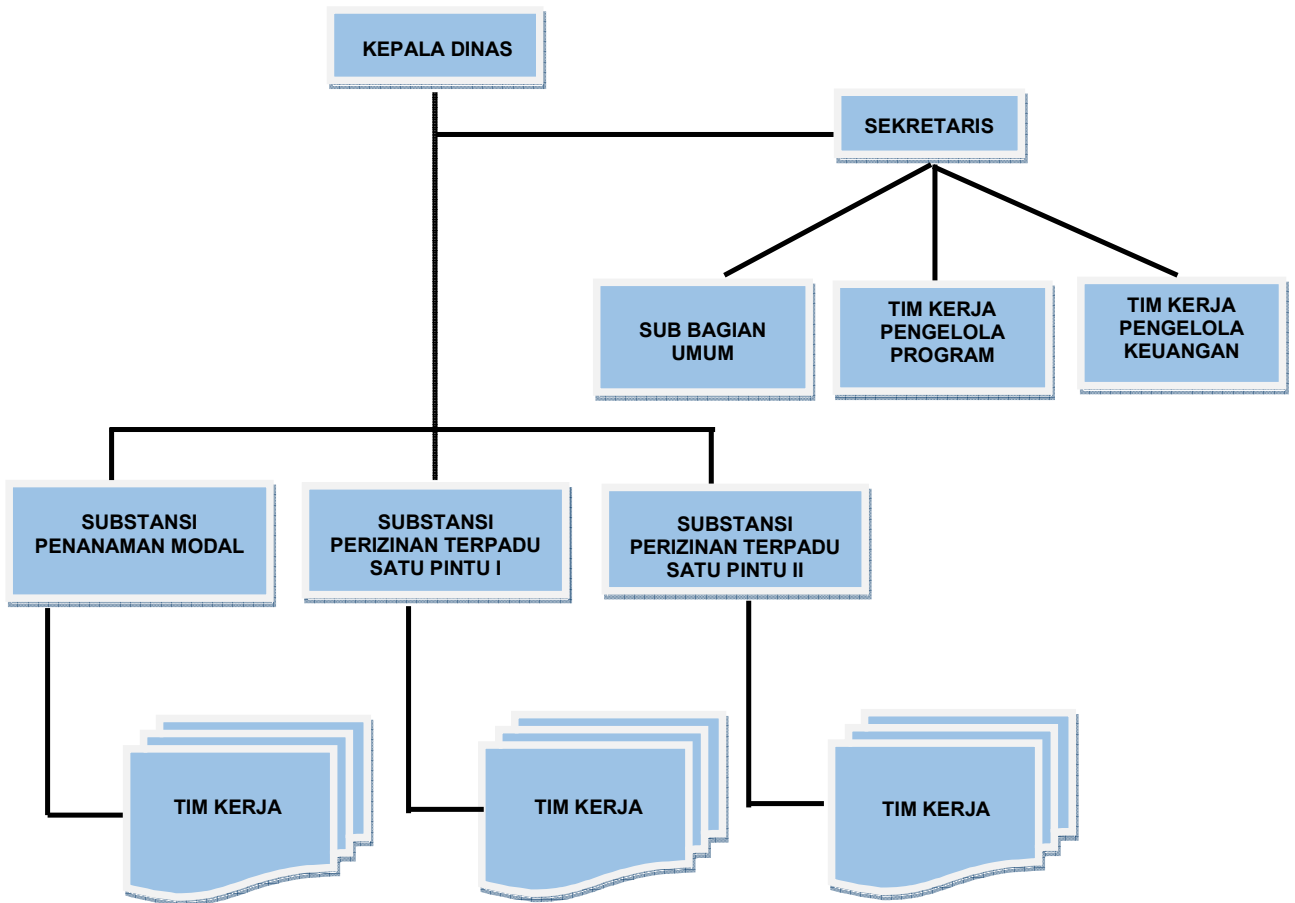 KEPALA DINAS
SEKRETARIS
SUB BAGIAN
UMUM
TIM KERJA
PENGELOLA
PROGRAM
TIM KERJA
PENGELOLA
KEUANGAN
SUBSTANSI
PENANAMAN MODAL
SUBSTANSI
PERIZINAN TERPADU
SATU PINTU I
SUBSTANSI
PERIZINAN TERPADU
SATU PINTU II
TIM KERJA
TIM KERJA
TIM KERJA